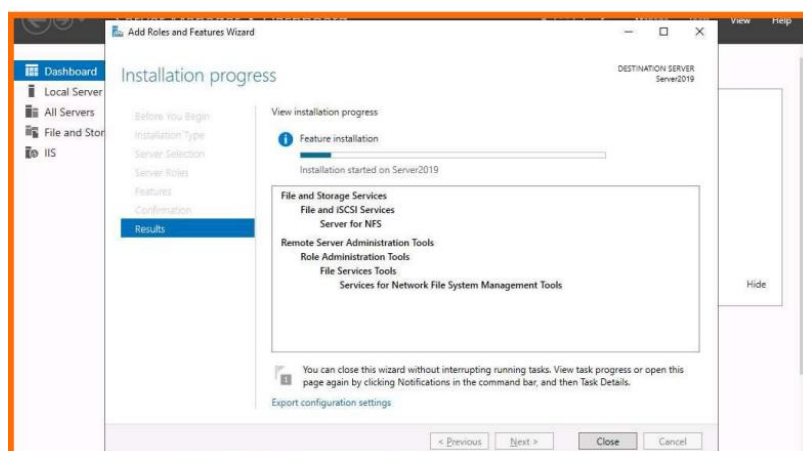 Add Roles and Features Wizard
View
Help
Dashboard
Local Server
All Servers
File and Stor
IIS
Installation progress
DESTINATION SERVER
Server2019
Before You Begin
Installation Type
Server Selection
Server Roles
Features
Confirmation
Results
View installation progress
Feature installation
Installation started on Server2019
File and Storage Services
File and iSCSI Services
Server for NFS
Remote Server Administration Tools
Role Administration Tools
File Services Tools
Services for Network File System Management Tools
Hide
You can close this wizard without interrupting running tasks. View task progress or open this
page again by clicking Notifications in the command bar, and then Task Details.
Export configuration settings
< Previous
Next >
Close
Cancel